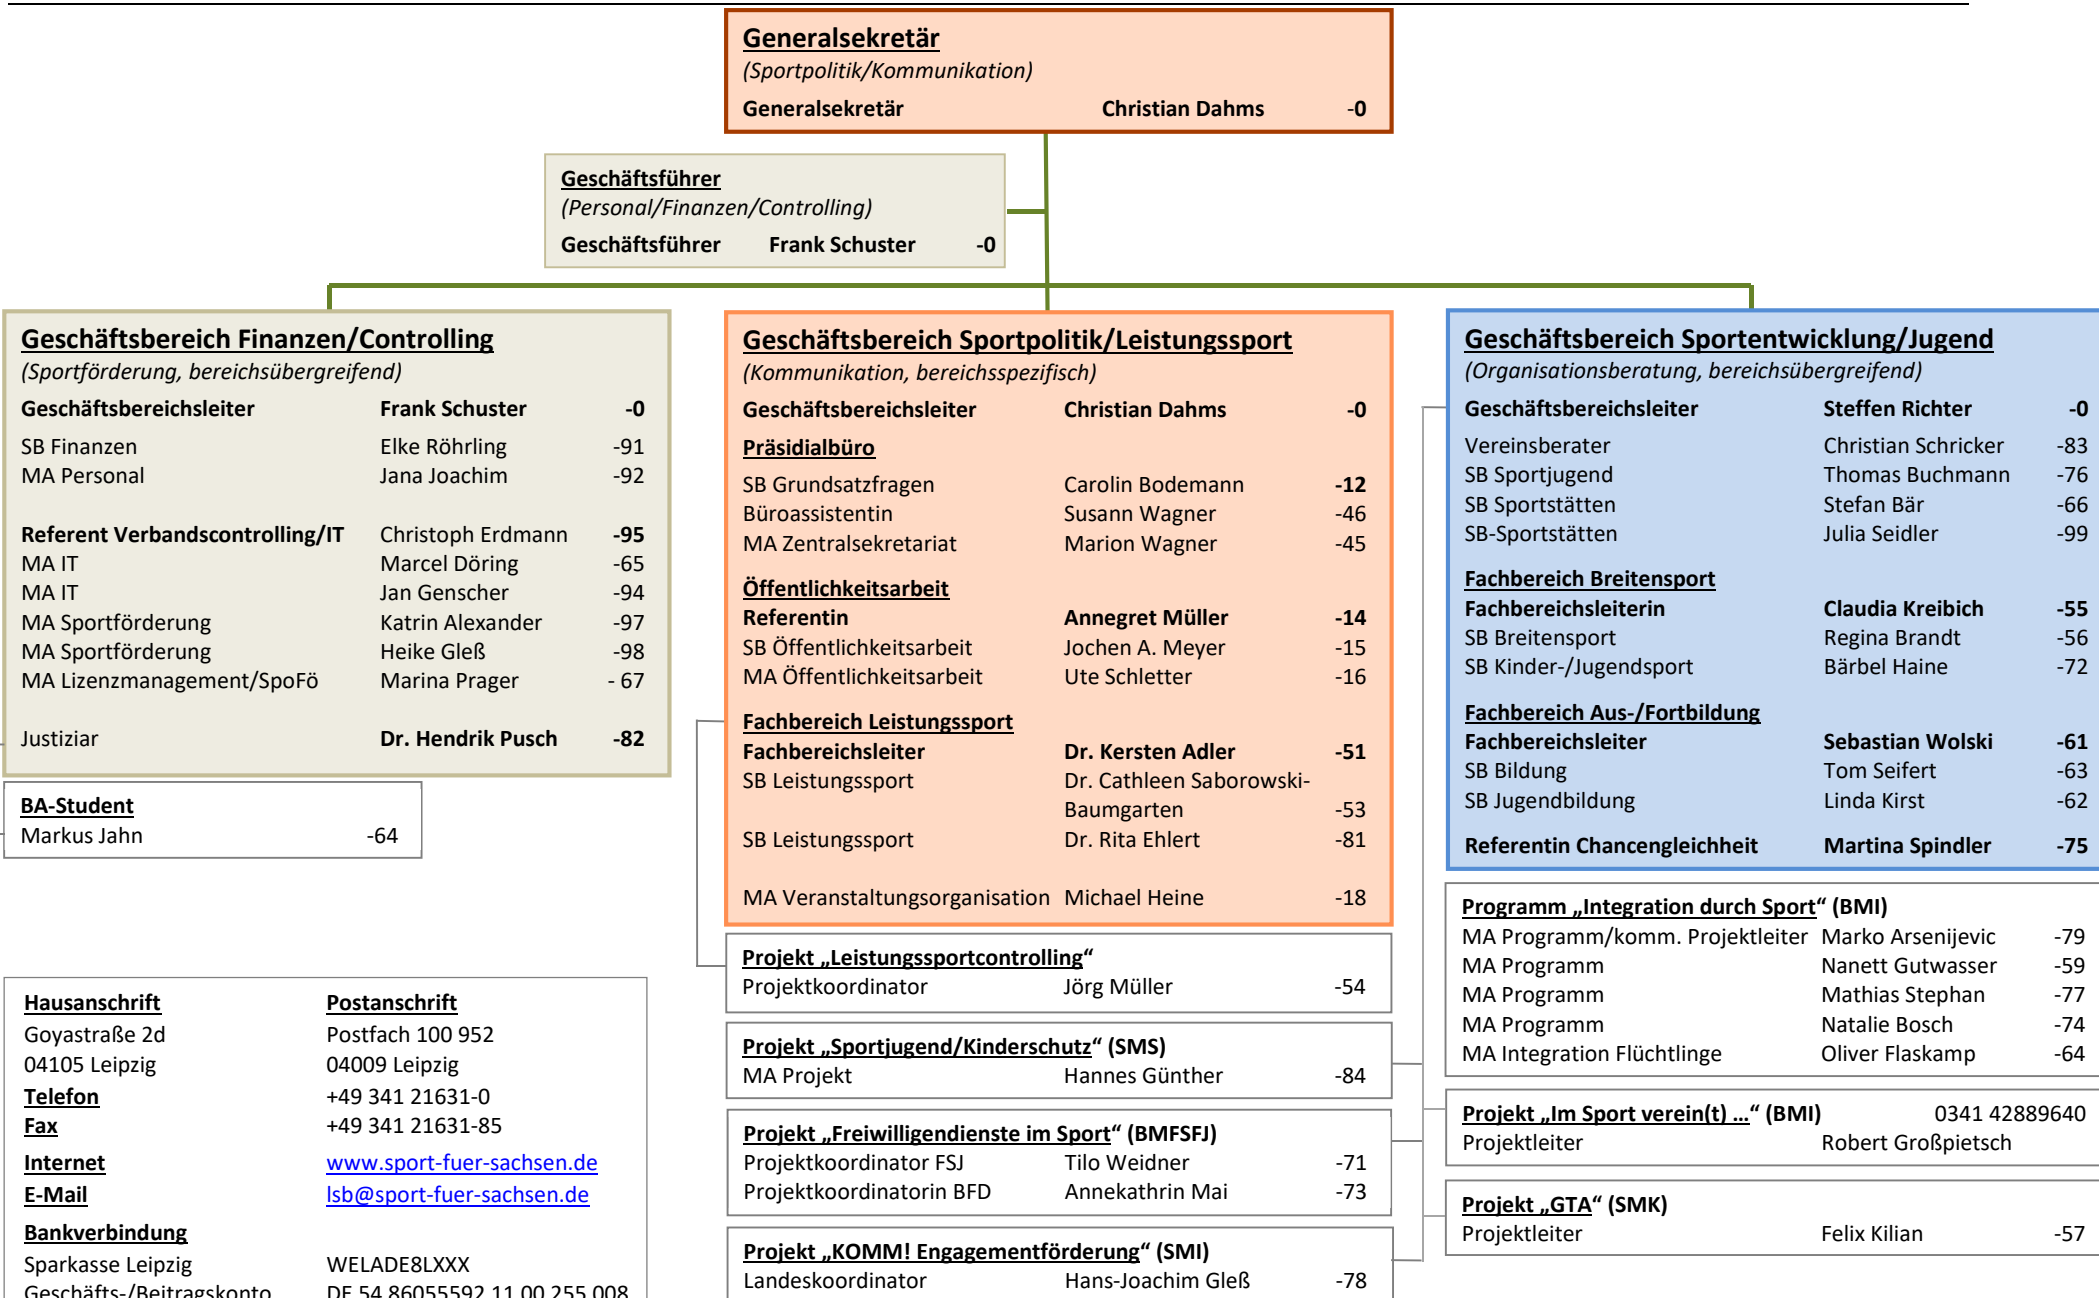 Generalsekretär
(Sportpolitik/Kommunikation)
Generalsekretär Christian Dahms -0
Geschäftsführer
(Personal/Finanzen/Controlling)
Geschäftsführer Frank Schuster -0
Geschäftsbereich Finanzen/Controlling
(Sportförderung, bereichsübergreifend)
Geschäftsbereichsleiter Frank Schuster -0
SB Finanzen Elke Röhrling -91
MA Personal Jana Joachim -92
Referent Verbandscontrolling/IT Christoph Erdmann -95
MA IT Marcel Döring -65
MA IT Jan Genscher -94
MA Sportförderung Katrin Alexander -97
MA Sportförderung Heike Gleß -98
MA Lizenzmanagement/SpoFö Marina Prager - 67
Justiziar Dr. Hendrik Pusch -82
BA-Student
Markus Jahn -64
Hausanschrift Postanschrift
Goyastraße 2d Postfach 100 952
04105 Leipzig 04009 Leipzig
Telefon +49 341 21631-0
Fax +49 341 21631-85
Internet www.sport-fuer-sachsen.de
E-Mail lsb@sport-fuer-sachsen.de
Bankverbindung
Sparkasse Leipzig WELADE8LXXX
Geschäfts-/Beitragskonto DE 54 86055592 11 00 255 008
Geschäftsbereich Sportpolitik/Leistungssport
(Kommunikation, bereichsspezifisch)
Geschäftsbereichsleiter Christian Dahms -0
Präsidialbüro
SB Grundsatzfragen Carolin Bodemann -12
Büroassistentin Susann Wagner -46
MA Zentralsekretariat Marion Wagner -45
Öffentlichkeitsarbeit
Referentin Annegret Müller -14
SB Öffentlichkeitsarbeit Jochen A. Meyer -15
MA Öffentlichkeitsarbeit Ute Schletter -16
Fachbereich Leistungssport
Fachbereichsleiter Dr. Kersten Adler -51
SB Leistungssport Dr. Cathleen Saborowski-
Baumgarten -53
SB Leistungssport Dr. Rita Ehlert -81
MA Veranstaltungsorganisation Michael Heine -18
Projekt „Leistungssportcontrolling“
Projektkoordinator Jörg Müller -54
Projekt „Sportjugend/Kinderschutz“ (SMS)
MA Projekt Hannes Günther -84
Projekt „Freiwilligendienste im Sport“ (BMFSFJ)
Projektkoordinator FSJ Tilo Weidner -71
Projektkoordinatorin BFD Annekathrin Mai -73
Projekt „KOMM! Engagementförderung“ (SMI)
Landeskoordinator Hans-Joachim Gleß -78
Geschäftsbereich Sportentwicklung/Jugend
(Organisationsberatung, bereichsübergreifend)
Geschäftsbereichsleiter Steffen Richter -0
Vereinsberater Christian Schricker -83
SB Sportjugend Thomas Buchmann -76
SB Sportstätten Stefan Bär -66
SB-Sportstätten Julia Seidler -99
Fachbereich Breitensport
Fachbereichsleiterin Claudia Kreibich -55
SB Breitensport Regina Brandt -56
SB Kinder-/Jugendsport Bärbel Haine -72
Fachbereich Aus-/Fortbildung
Fachbereichsleiter Sebastian Wolski -61
SB Bildung Tom Seifert -63
SB Jugendbildung Linda Kirst -62
Referentin Chancengleichheit Martina Spindler -75
Programm „Integration durch Sport“ (BMI)
MA Programm/komm. Projektleiter Marko Arsenijevic -79
MA Programm Nanett Gutwasser -59
MA Programm Mathias Stephan -77
MA Programm Natalie Bosch -74
MA Integration Flüchtlinge Oliver Flaskamp -64
Projekt „Im Sport verein(t) …“ (BMI) 0341 42889640
Projektleiter Robert Großpietsch
Projekt „GTA“ (SMK)
Projektleiter Felix Kilian -57